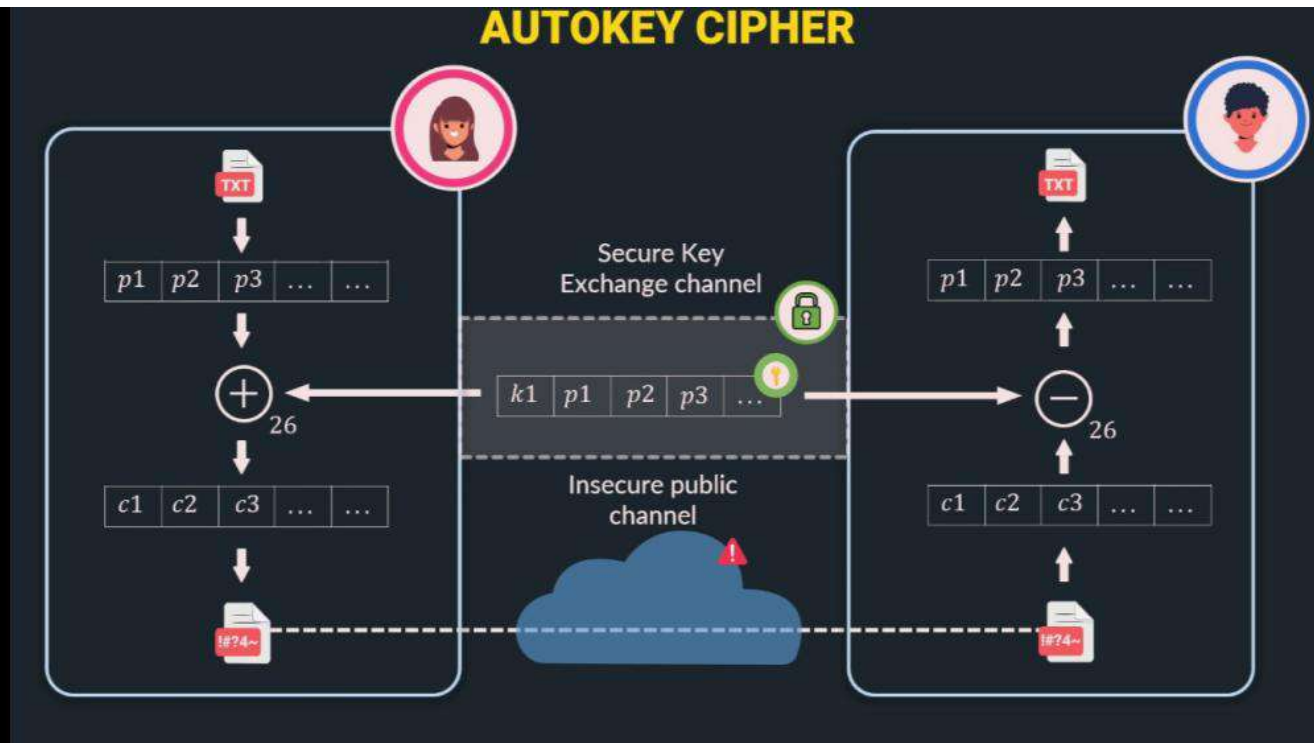 AUTOKEY CIPHER
TXT
TXT
Secure Key
Exchange channel
p1 p2 p3 ... ...
p1 p2 p3 ... ...
k1 p1 p2 p3 ...
26
26
Insecure public
channel
c1 c2 c3 ... ...
c1 c2 c3 ... ...
!
!#?4~
!#?4~